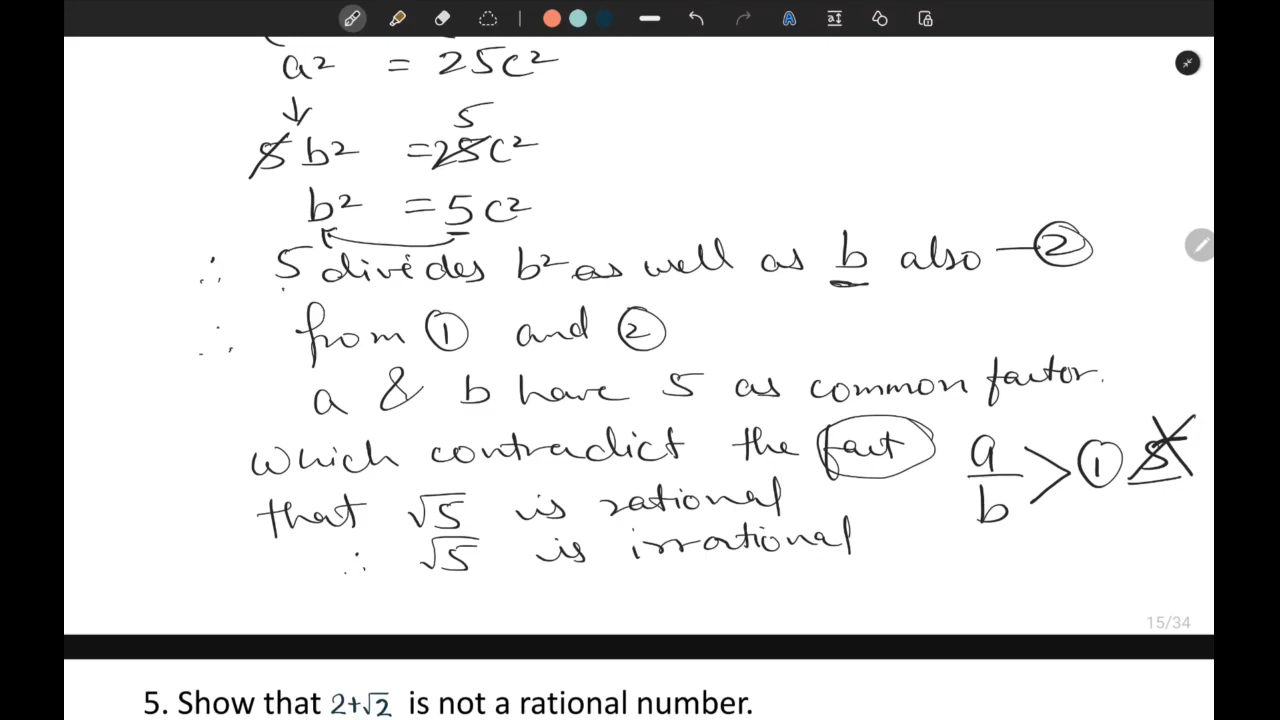 a² = 25c²
↓
5
5b² = 25c²
b² = 5c²
∴ 5 divides b² as well as b also — ②
∴ from ① and ②
a & b have 5 as common factor.
which contradict the fact
that √5 is rational
∴ √5 is irrational
a/b > ① 5
15/34
5. Show that 2+√2 is not a rational number.